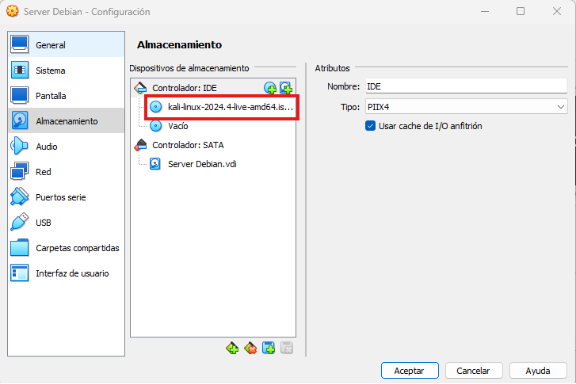 Server Debian - Configuración
General
Sistema
Pantalla
Almacenamiento
Audio
Red
Puertos serie
USB
Carpetas compartidas
Interfaz de usuario
Almacenamiento
Dispositivos de almacenamiento
Controlador: IDE
kali-linux-2024.4-live-amd64.is...
Vacío
Controlador: SATA
Server Debian.vdi
Atributos
Nombre: IDE
Tipo: PIIX4
Usar cache de I/O anfitrión
Aceptar Cancelar Ayuda